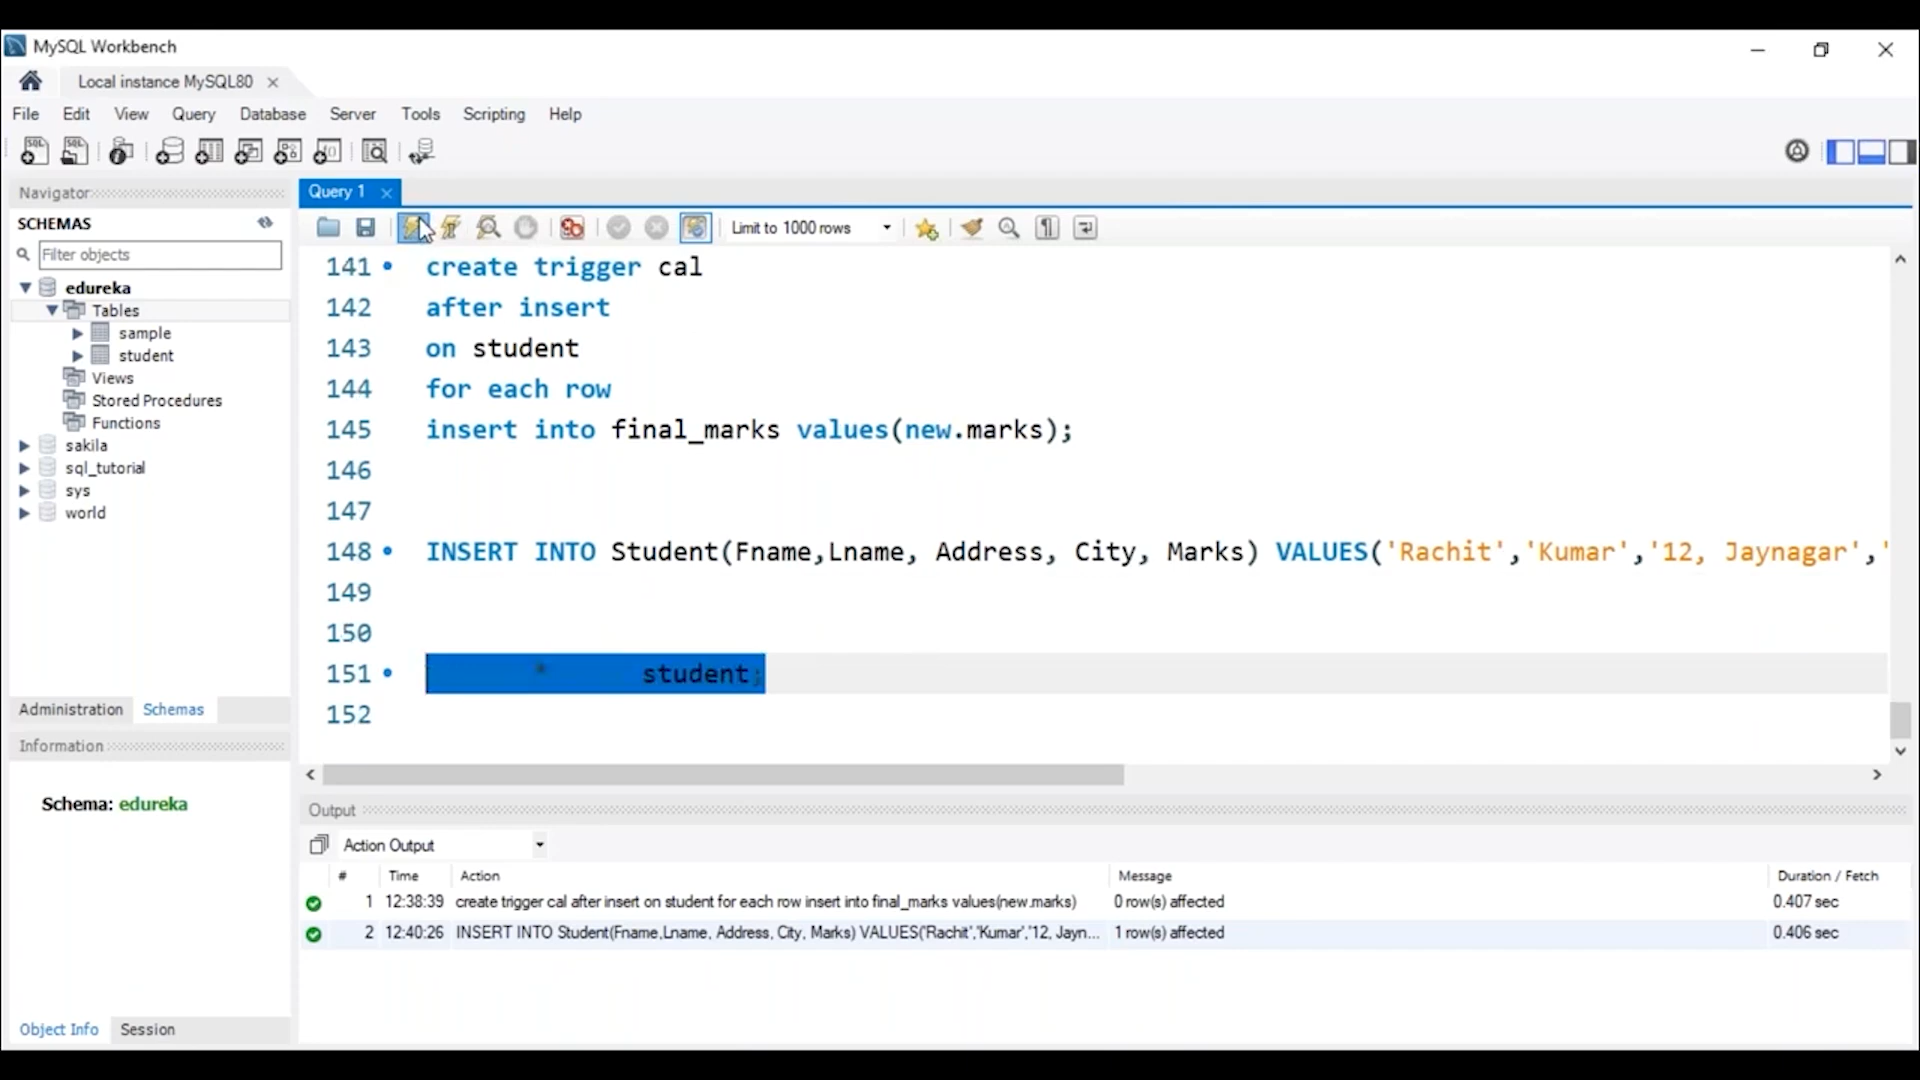 MySQL Workbench
Local instance MySQL80
File Edit View Query Database Server Tools Scripting Help
Navigator
SCHEMAS
Filter objects
edureka
Tables
sample
student
Views
Stored Procedures
Functions
sakila
sql_tutorial
sys
world
Administration Schemas
Information
Schema: edureka
Object Info Session
Query 1
Limit to 1000 rows
141 create trigger cal
142 after insert
143 on student
144 for each row
145 insert into final_marks values(new.marks);
146
147
148 INSERT INTO Student(Fname,Lname, Address, City, Marks) VALUES('Rachit','Kumar','12, Jaynagar','
149
150
151 * student;
152
Output
Action Output
# Time Action Message Duration / Fetch
1 12:38:39 create trigger cal after insert on student for each row insert into final_marks values(new.marks) 0 row(s) affected 0.407 sec
2 12:40:26 INSERT INTO Student(Fname,Lname, Address, City, Marks) VALUES('Rachit','Kumar','12, Jayn... 1 row(s) affected 0.406 sec